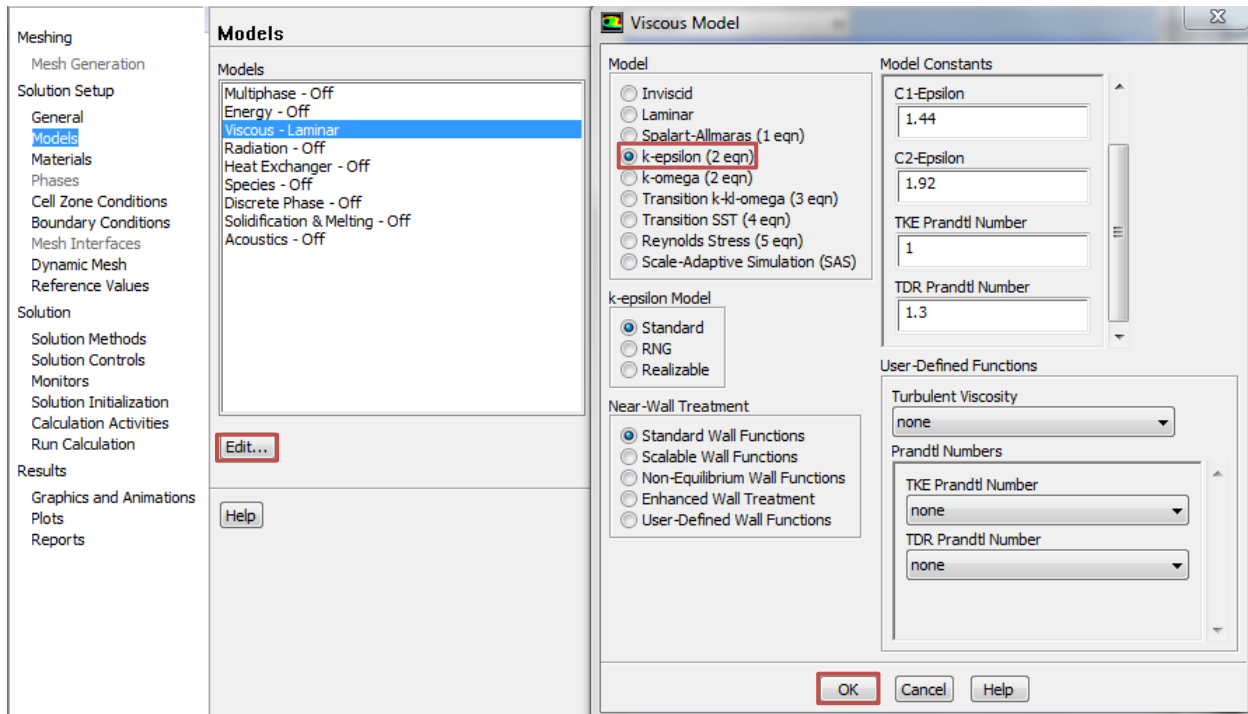 Meshing
Mesh Generation
Solution Setup
General
Models
Materials
Phases
Cell Zone Conditions
Boundary Conditions
Mesh Interfaces
Dynamic Mesh
Reference Values
Solution
Solution Methods
Solution Controls
Monitors
Solution Initialization
Calculation Activities
Run Calculation
Results
Graphics and Animations
Plots
Reports
Models
Models
Multiphase - Off
Energy - Off
Viscous - Laminar
Radiation - Off
Heat Exchanger - Off
Species - Off
Discrete Phase - Off
Solidification & Melting - Off
Acoustics - Off
Edit...
Help
Viscous Model
Model
Inviscid
Laminar
Spalart-Allmaras (1 eqn)
k-epsilon (2 eqn)
k-omega (2 eqn)
Transition k-kl-omega (3 eqn)
Transition SST (4 eqn)
Reynolds Stress (5 eqn)
Scale-Adaptive Simulation (SAS)
k-epsilon Model
Standard
RNG
Realizable
Near-Wall Treatment
Standard Wall Functions
Scalable Wall Functions
Non-Equilibrium Wall Functions
Enhanced Wall Treatment
User-Defined Wall Functions
Model Constants
C1-Epsilon
1.44
C2-Epsilon
1.92
TKE Prandtl Number
1
TDR Prandtl Number
1.3
User-Defined Functions
Turbulent Viscosity
none
Prandtl Numbers
TKE Prandtl Number
none
TDR Prandtl Number
none
OK
Cancel
Help